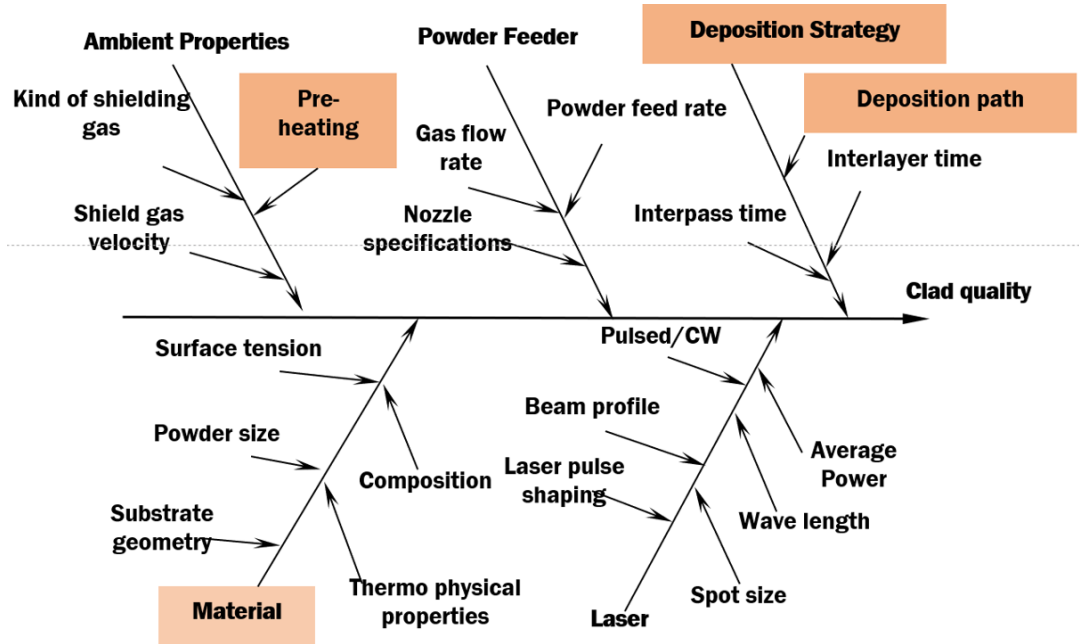 Ambient Properties
Powder Feeder
Deposition Strategy
Kind of shielding
gas
Pre-
heating
Gas flow
rate
Powder feed rate
Deposition path
Interlayer time
Shield gas
velocity
Nozzle
specifications
Interpass time
Clad quality
Surface tension
Pulsed/CW
Powder size
Composition
Beam profile
Average
Power
Laser pulse
shaping
Wave length
Substrate
geometry
Thermo physical
properties
Spot size
Material
Laser